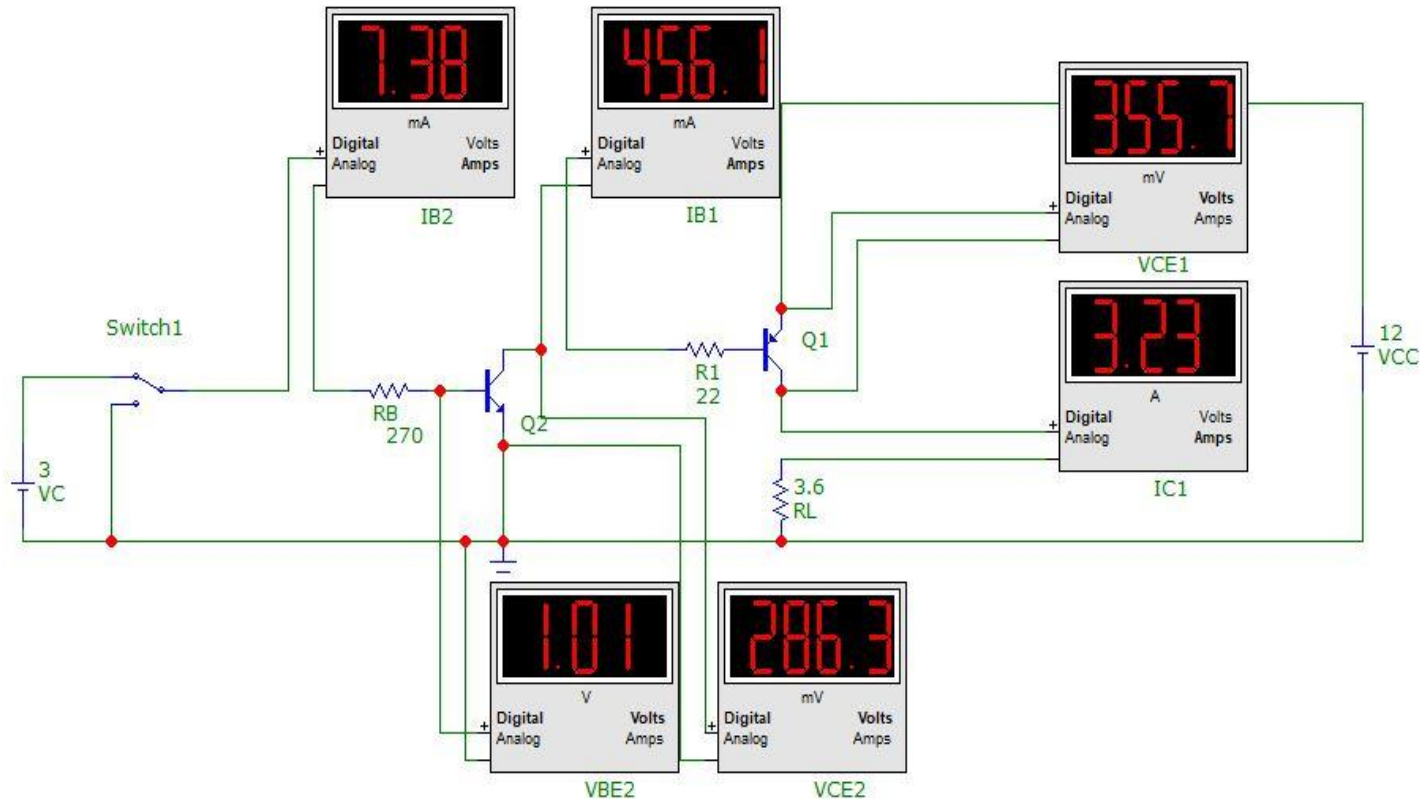 7.38
mA
Digital Volts
Analog Amps
IB2
456.1
mA
Digital Volts
Analog Amps
IB1
355.7
mV
Digital Volts
Analog Amps
VCE1
3.23
A
Digital Volts
Analog Amps
IC1
Switch1
3
VC
RB
270
Q2
R1
22
Q1
3.6
RL
12
VCC
1.01
V
Digital Volts
Analog Amps
VBE2
286.3
mV
Digital Volts
Analog Amps
VCE2